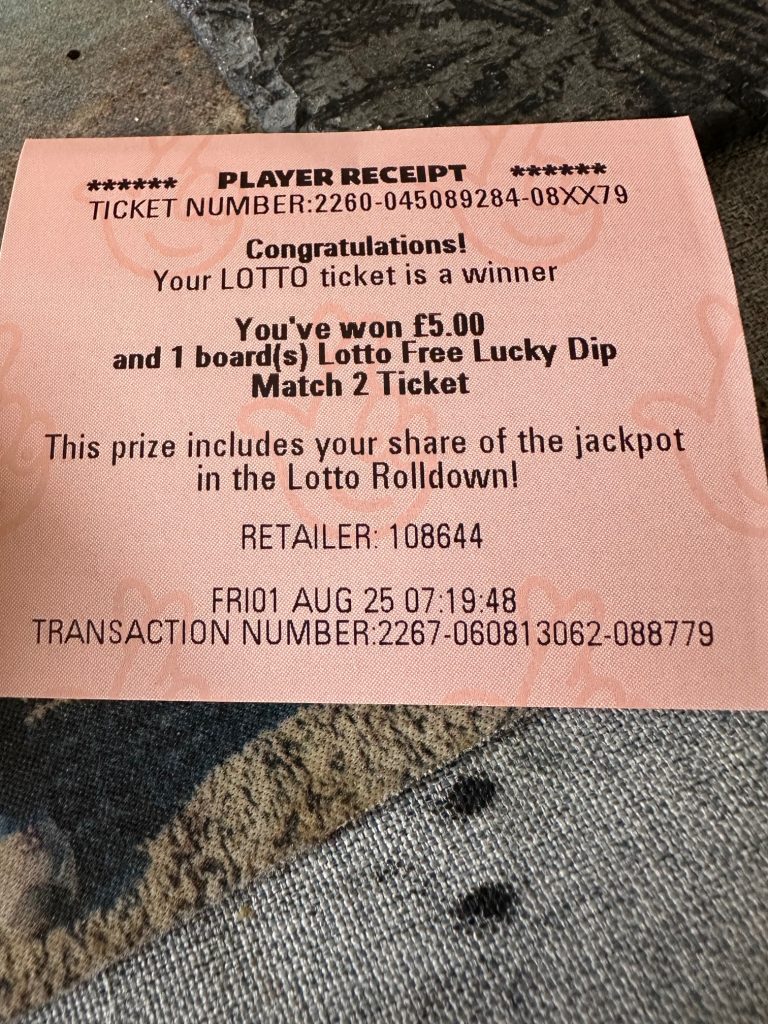 ****** PLAYER RECEIPT ******
TICKET NUMBER:2260-045089284-08XX79
Congratulations!
Your LOTTO ticket is a winner
You've won £5.00
and 1 board(s) Lotto Free Lucky Dip
Match 2 Ticket
This prize includes your share of the jackpot
in the Lotto Rolldown!
RETAILER: 108644
FRI01 AUG 25 07:19:48
TRANSACTION NUMBER:2267-060813062-088779